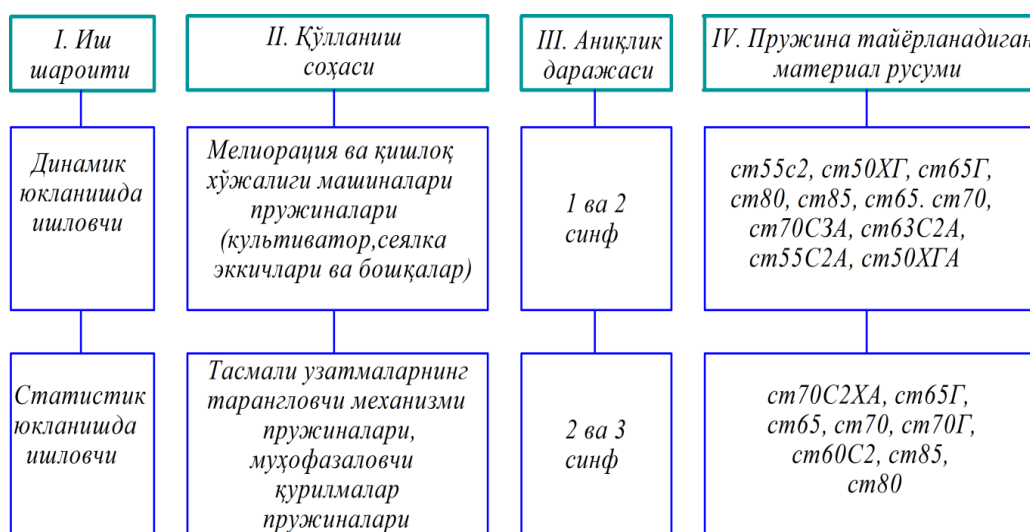 I. Иш
шароити
II. Қўлланиш
соҳаси
III. Аниқлик
даражаси
IV. Пружина тайёрланадиган
материал русуми
Динамик
юкланишда
ишловчи
Мелиорация ва қишлоқ
хўжалиги машиналари
пружиналари
(культиватор,сеялка
эккичлари ва бошқалар)
1 ва 2
синф
ст55с2, ст50ХГ, ст65Г,
ст80, ст85, ст65. ст70,
ст70СЗА, ст63С2А,
ст55С2А, ст50ХГА
Статистик
юкланишда
ишловчи
Тасмали узатмаларнинг
тарангловчи механизми
пружиналари,
муҳофазаловчи
қурилмалар
пружиналари
2 ва 3
синф
ст70С2ХА, ст65Г,
ст65, ст70, ст70Г,
ст60С2, ст85,
ст80